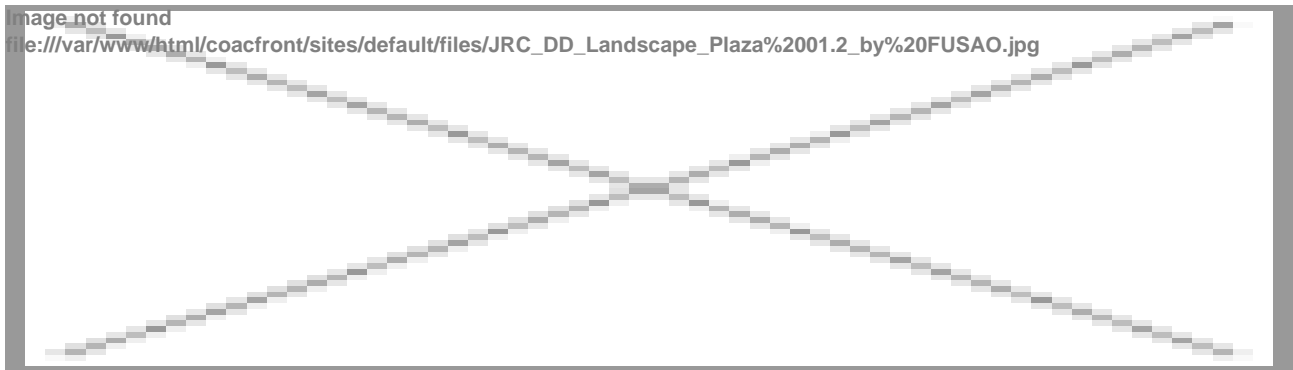 Image not found
file:///var/www/html/coacfront/sites/default/files/JRC_DD_Landscape_Plaza%2001.2_by%20FUSAO.jpg